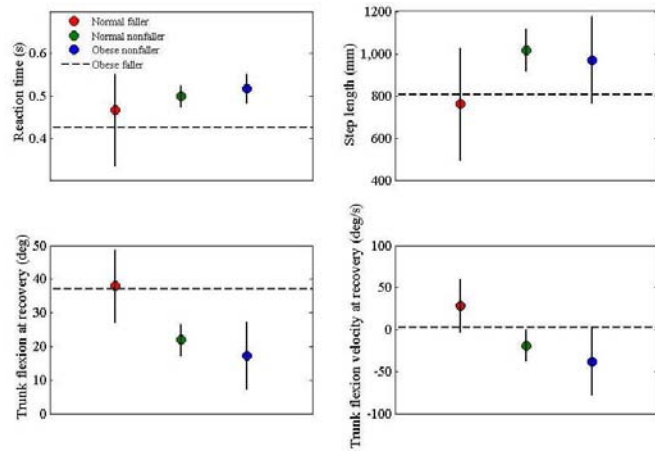 Normal faller
Normal nonfaller
Obese nonfaller
Obese faller
Reaction time (s)
0.6
0.5
0.4
Step length (mm)
1200
1,000
800
600
400
Trunk flexion at recovery (deg)
50
40
30
20
10
0
Trunk flexion velocity at recovery (deg/s)
100
50
0
-50
-100